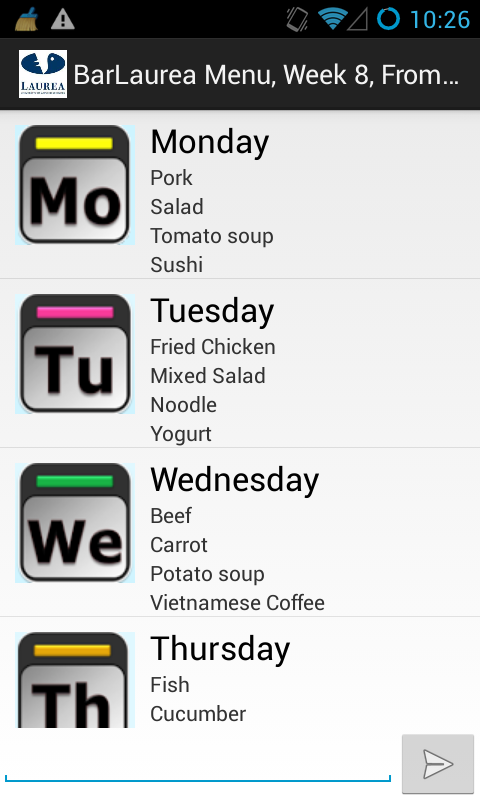 10:26
LAUREA
BarLaurea Menu, Week 8, From...
Mo
Monday
Pork
Salad
Tomato soup
Sushi
Tu
Tuesday
Fried Chicken
Mixed Salad
Noodle
Yogurt
We
Wednesday
Beef
Carrot
Potato soup
Vietnamese Coffee
Th
Thursday
Fish
Cucumber